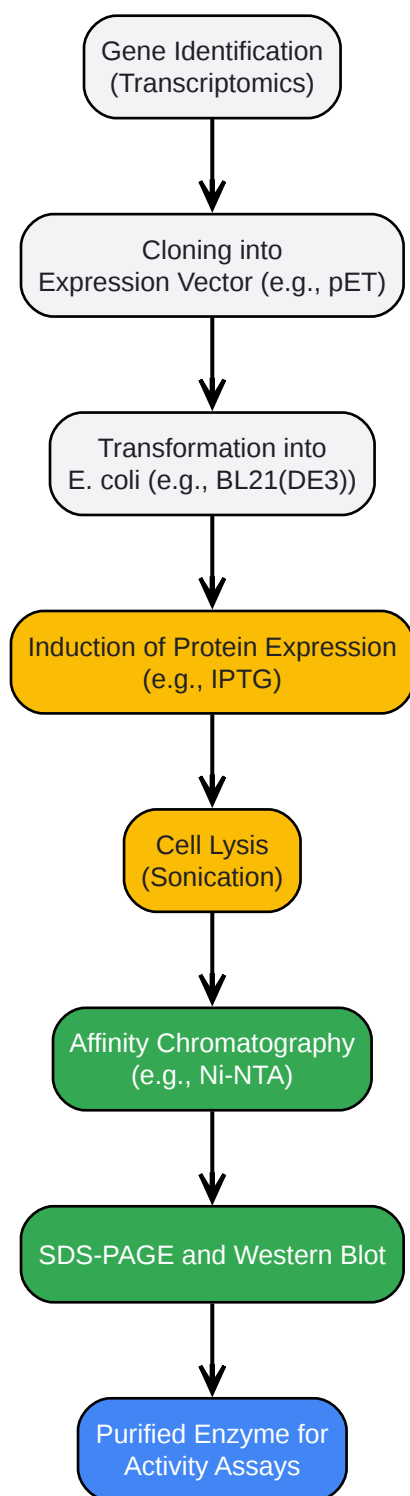 Gene Identification
(Transcriptomics)
Cloning into
Expression Vector (e.g., pET)
Transformation into
E. coli (e.g., BL21(DE3))
Induction of Protein Expression
(e.g., IPTG)
Cell Lysis
(Sonication)
Affinity Chromatography
(e.g., Ni-NTA)
SDS-PAGE and Western Blot
Purified Enzyme for
Activity Assays